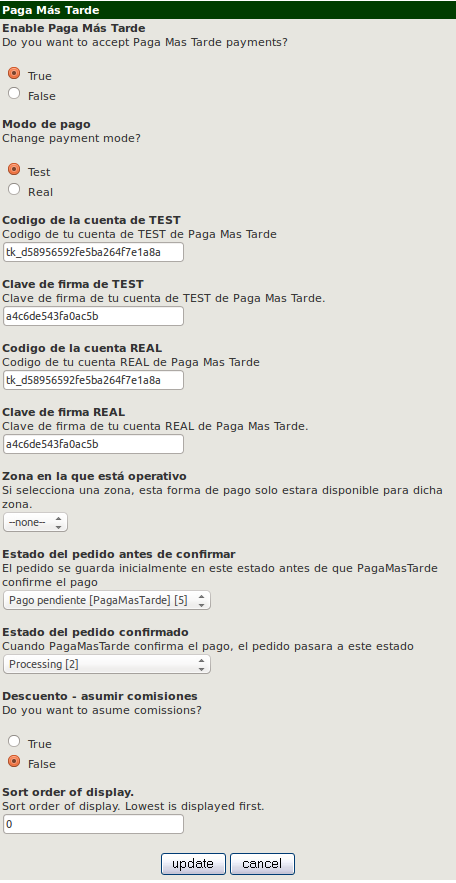 Paga Más Tarde
Enable Paga Más Tarde
Do you want to accept Paga Mas Tarde payments?
True
False
Modo de pago
Change payment mode?
Test
Real
Codigo de la cuenta de TEST
Codigo de tu cuenta de TEST de Paga Mas Tarde
tk_d58956592fe5ba264f7e1a8a
Clave de firma de TEST
Clave de firma de tu cuenta de TEST de Paga Mas Tarde.
a4c6de543fa0ac5b
Codigo de la cuenta REAL
Codigo de tu cuenta REAL de Paga Mas Tarde
tk_d58956592fe5ba264f7e1a8a
Clave de firma REAL
Clave de firma de tu cuenta REAL de Paga Mas Tarde.
a4c6de543fa0ac5b
Zona en la que está operativo
Si selecciona una zona, esta forma de pago solo estara disponible para dicha
zona.
--none--
Estado del pedido antes de confirmar
El pedido se guarda inicialmente en este estado antes de que PagaMasTarde
confirme el pago
Pago pendiente [PagaMasTarde] [5]
Estado del pedido confirmado
Cuando PagaMasTarde confirma el pago, el pedido pasara a este estado
Processing [2]
Descuento - asumir comisiones
Do you want to asume comissions?
True
False
Sort order of display.
Sort order of display. Lowest is displayed first.
0
update cancel